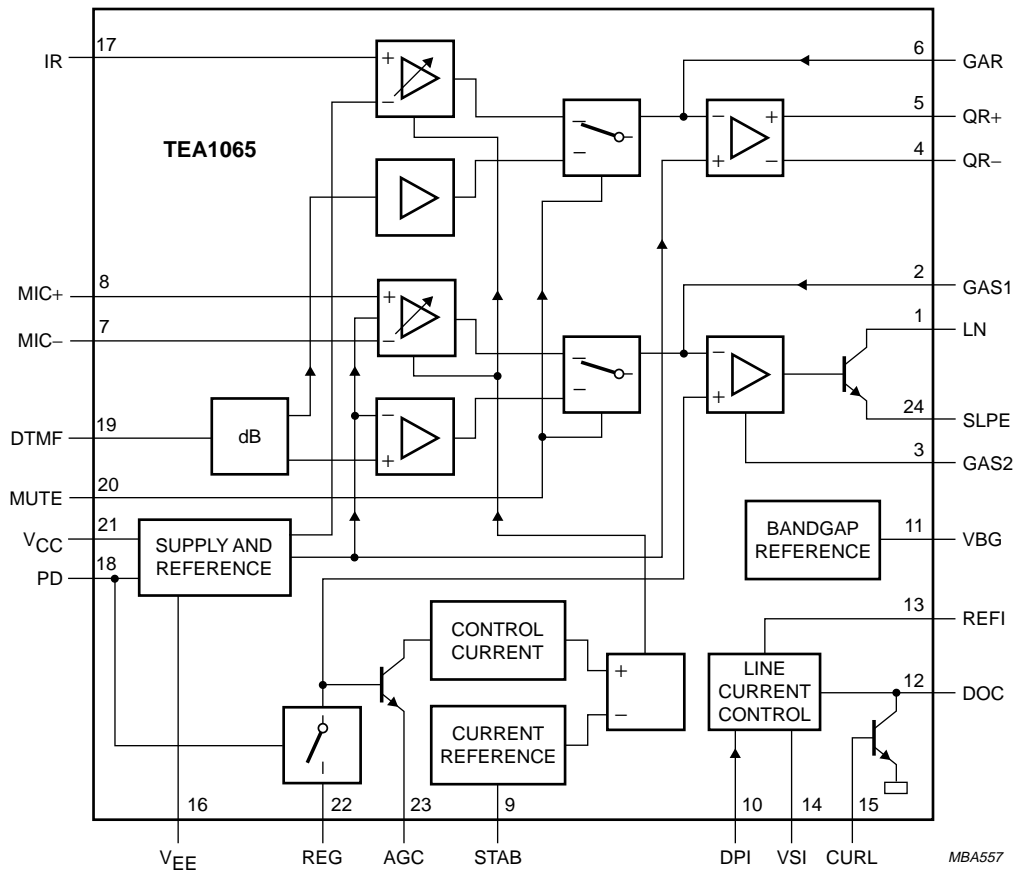 17
IR
+
−
TEA1065
−
−
6
GAR
−
+
5
QR+
+
−
4
QR−
8
MIC+
+
MIC−
7
−
−
−
2
GAS1
−
1
LN
+
24
SLPE
3
GAS2
19
DTMF
dB
−
+
20
MUTE
21
VCC
18
PD
SUPPLY AND
REFERENCE
BANDGAP
REFERENCE
11
VBG
CONTROL
CURRENT
+
−
CURRENT
REFERENCE
13
REFI
LINE
CURRENT
CONTROL
12
DOC
16
22
23
9
10
14
15
VEE
REG
AGC
STAB
DPI
VSI
CURL
MBA557